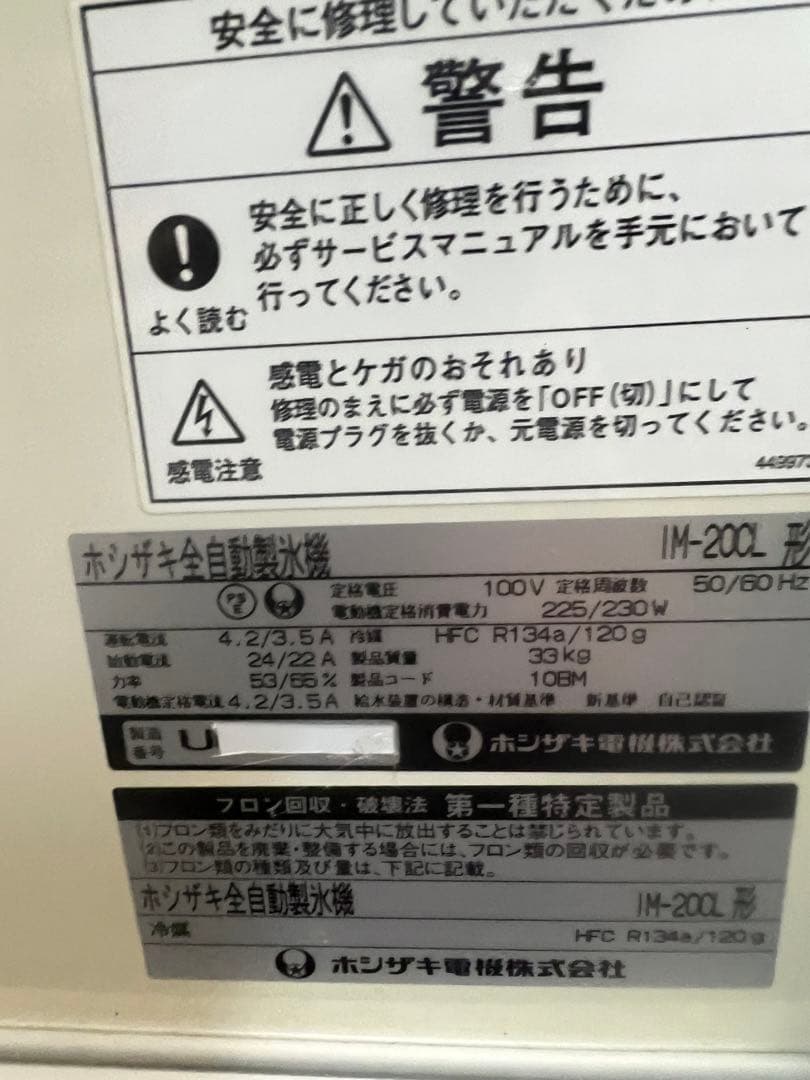 安全に修理していただくために
警告
安全に正しく修理を行うために、
必ずサービスマニュアルを手元において
行ってください。
よく読む
感電とケガのおそれあり
修理のまえに必ず電源を「OFF(切)」にして
電源プラグを抜くか、元電源を切ってください。
感電注意
44997
ホシザキ全自動製氷機 IM-200L 形
PS E 定格電圧 100V 定格周波数 50/60Hz
電動機定格消費電力 225/230W
運転電流 4.2/3.5A 冷媒 HFC R134a/120g
始動電流 24/22A 製品質量 33kg
力率 53/65% 製品コード 10BM
電動機定格電流 4.2/3.5A 給水装置の構造・材質基準 新基準 自己認証
製造番号 U ホシザキ電機株式会社
フロン回収・破壊法 第一種特定製品
(1)フロン類をみだりに大気中に放出することは禁じられています。
(2)この製品を廃棄・整備する場合には、フロン類の回収が必要です。
(3)フロン類の種類及び量は、下記に記載。
ホシザキ全自動製氷機 IM-200L 形
冷媒 HFC R134a/120g
ホシザキ電機株式会社